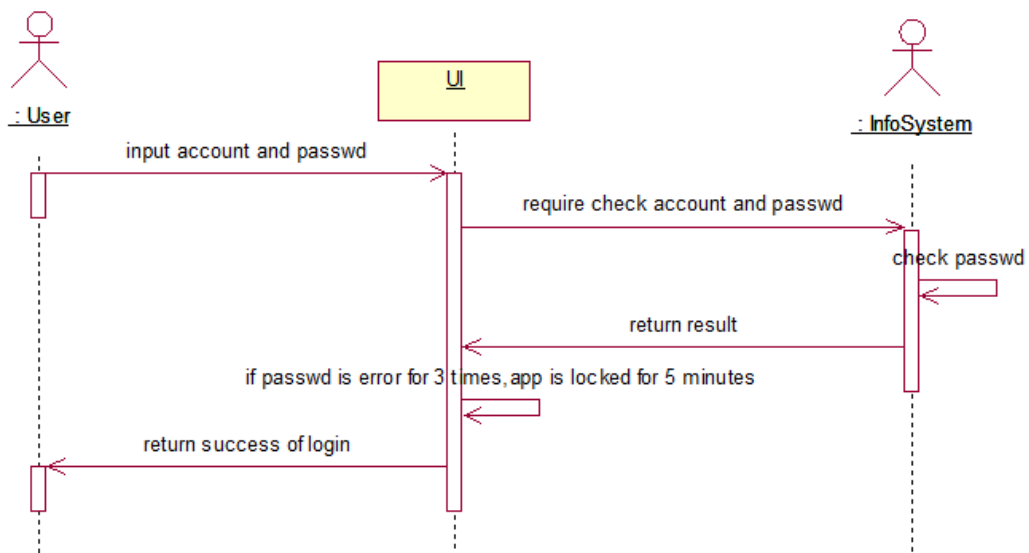 UI
: User
: InfoSystem
input account and passwd
require check account and passwd
check passwd
return result
if passwd is error for 3 times,app is locked for 5 minutes
return success of login